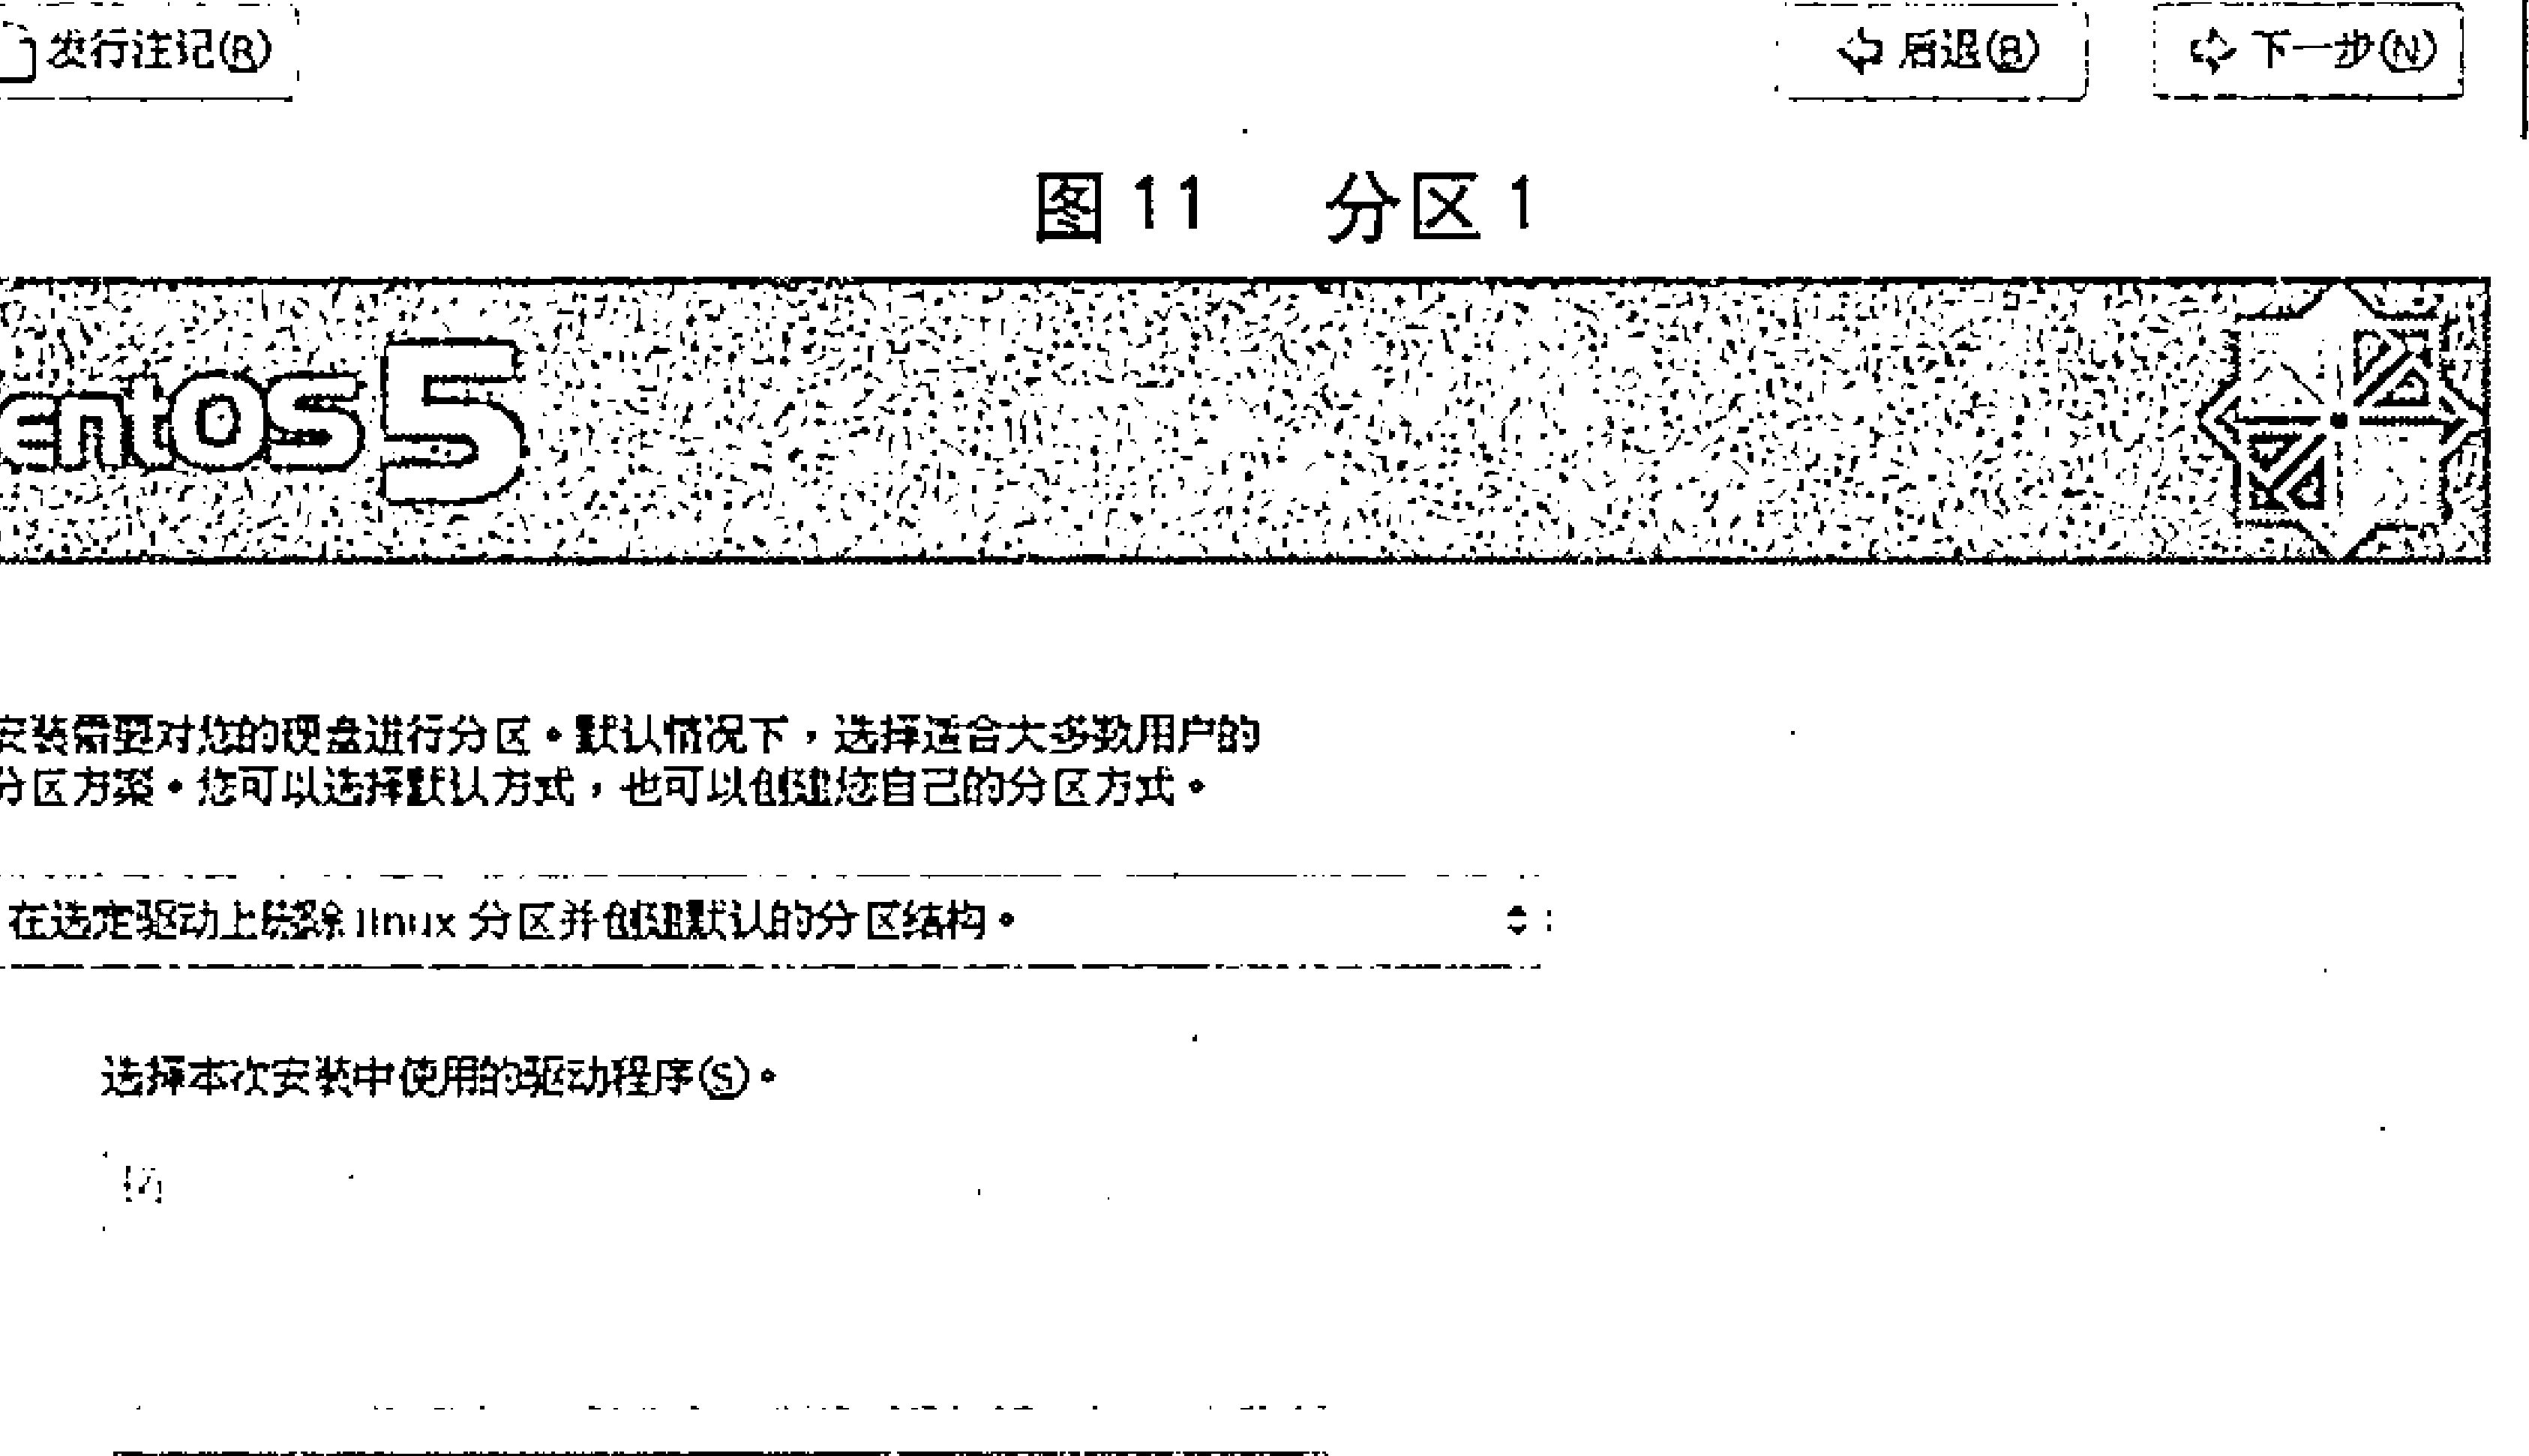 发行注记(R)
后退(B)
下一步(N)
图11 分区1
entos 5
安装需要对您的硬盘进行分区。默认情况下，选择适合大多数用户的
分区方案。您可以选择默认方式，也可以创建您自己的分区方式。
在选定驱动上删除 linux 分区并创建默认的分区结构。
选择本次安装中使用的驱动程序(S)。